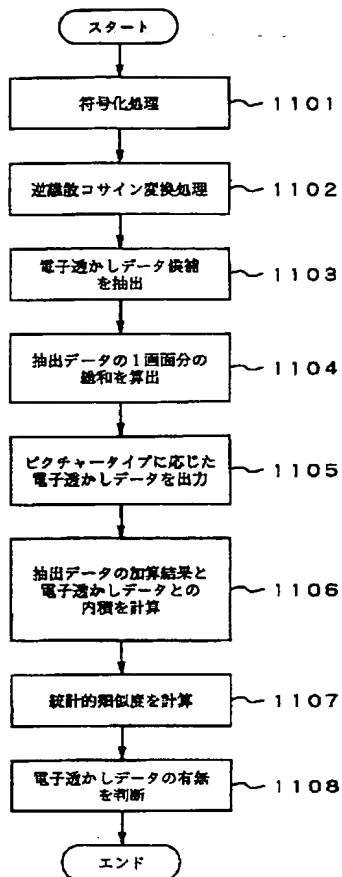 スタート
符号化処理
1101
逆離散コサイン変換処理
1102
電子透かしデータ候補
を抽出
1103
抽出データの1画面分の
総和を算出
1104
ピクチャータイプに応じた
電子透かしデータを出力
1105
抽出データの加算結果と
電子透かしデータとの
内積を計算
1106
統計的類似度を計算
1107
電子透かしデータの有無
を判断
1108
エンド